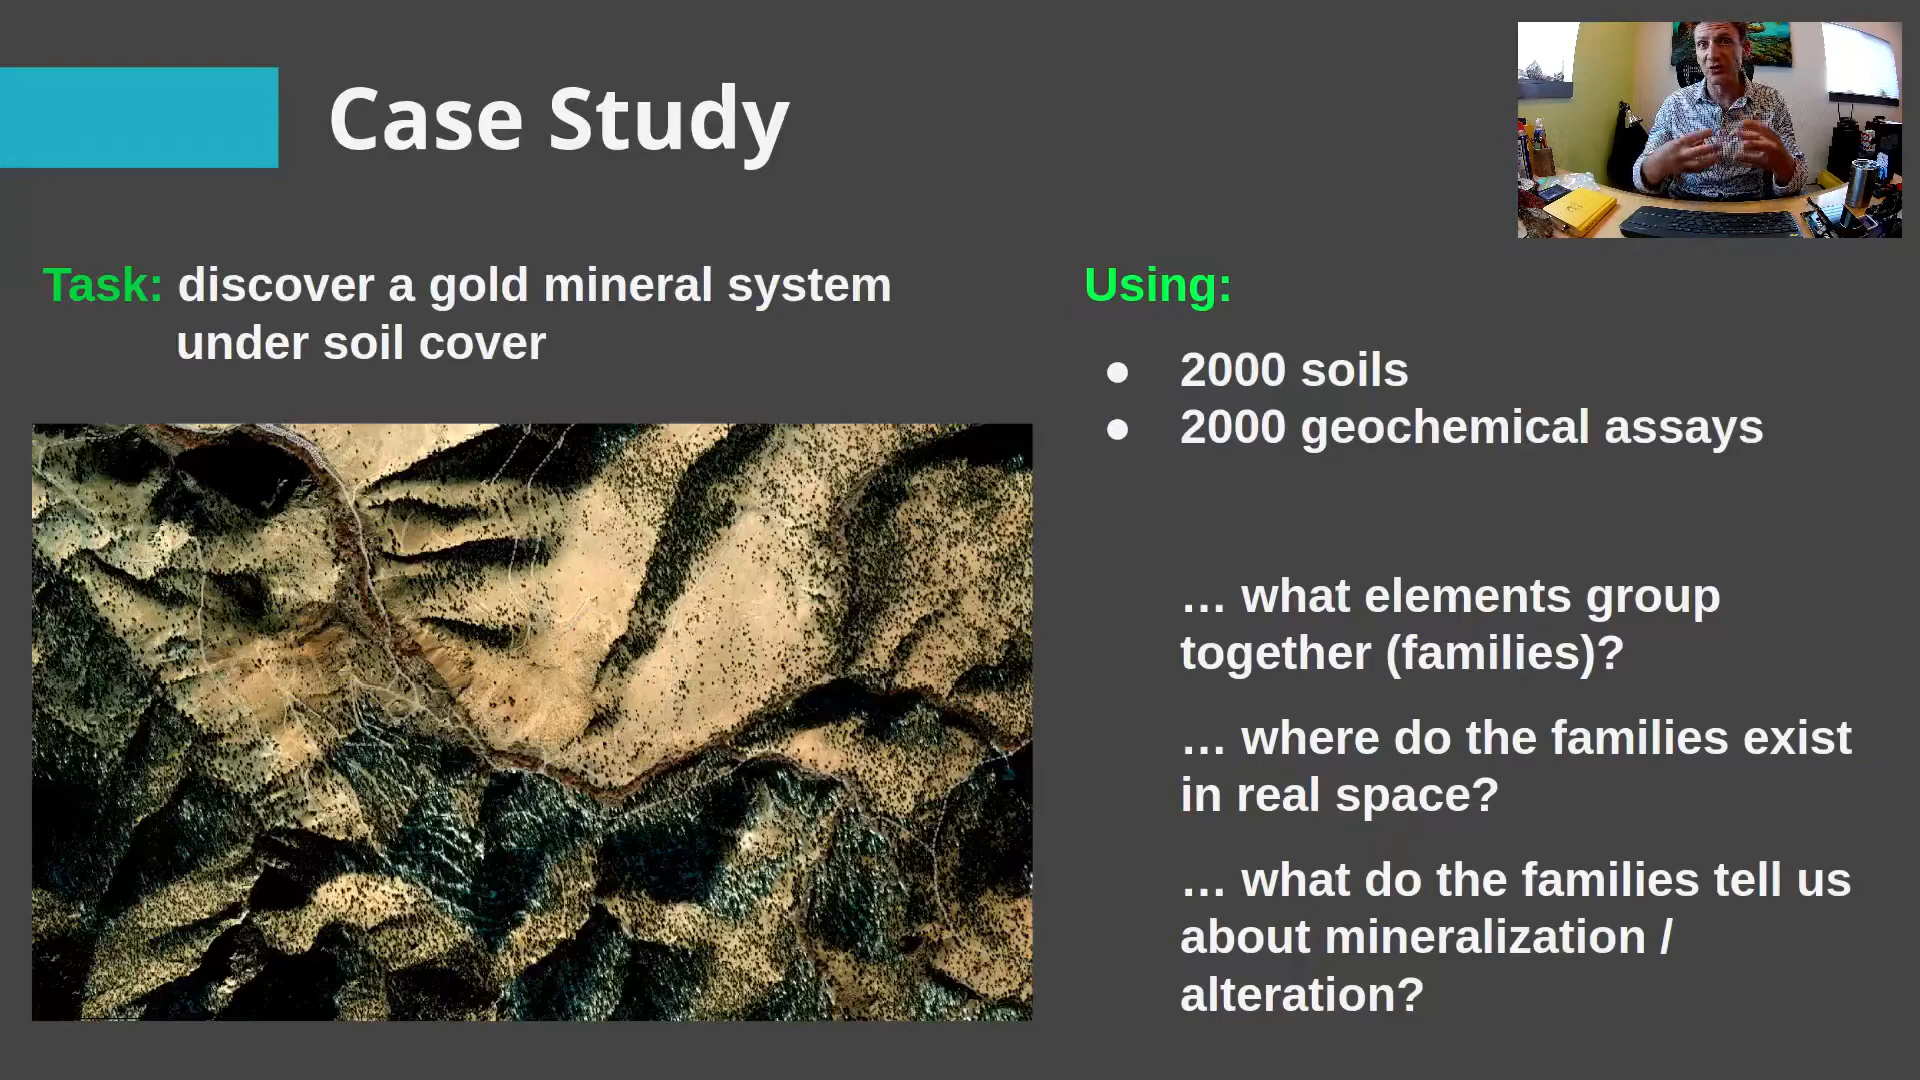 Case Study
Task: discover a gold mineral system
under soil cover
Using:
● 2000 soils
● 2000 geochemical assays
… what elements group
together (families)?
… where do the families exist
in real space?
… what do the families tell us
about mineralization /
alteration?